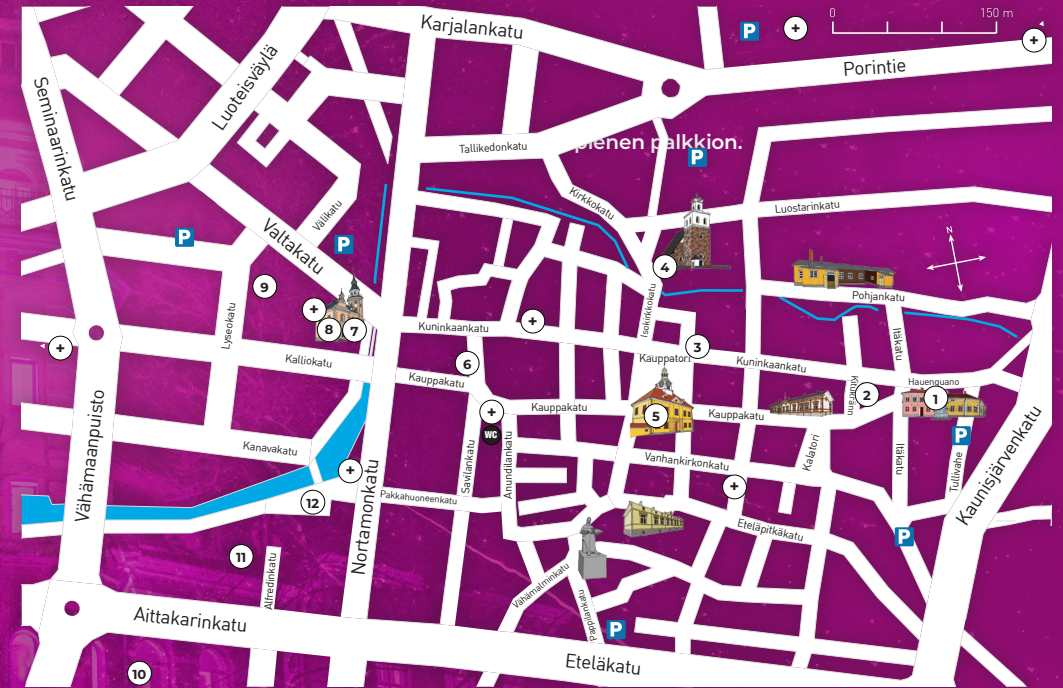 Karjalankatu
P
+
0
150 m
+
Porintie
Luoteisväylä
Seminaarinkatu
Tallikedonkatu
pienen palkkion.
P
Kirkkokatu
Välikatu
Luostarinkatu
Valtakatu
P
P
N
4
9
Pohjankatu
+
8
7
Lyseokatu
Kuninkaankatu
+
Isokirkkokatu
Itäkatu
+
3
Kauppatori
Kuninkaankatu
Kalliokatu
6
Kauppakatu
Hauenguano
2
1
Kauppakatu
5
Kauppakatu
+
WC
P
Kalatori
Vähämaanpuisto
Kanavakatu
Savilankatu
Anundilankatu
Vanhankirkonkatu
Itäkatu
Tullivahe
Kaunisjärvenkatu
+
+
12
Pakkahuoneenkatu
Nortamonkatu
Eteläpitkäkatu
P
11
Alfredinkatu
Vähämalminkatu
Pappilankatu
P
Aittakarinkatu
Eteläkatu
10